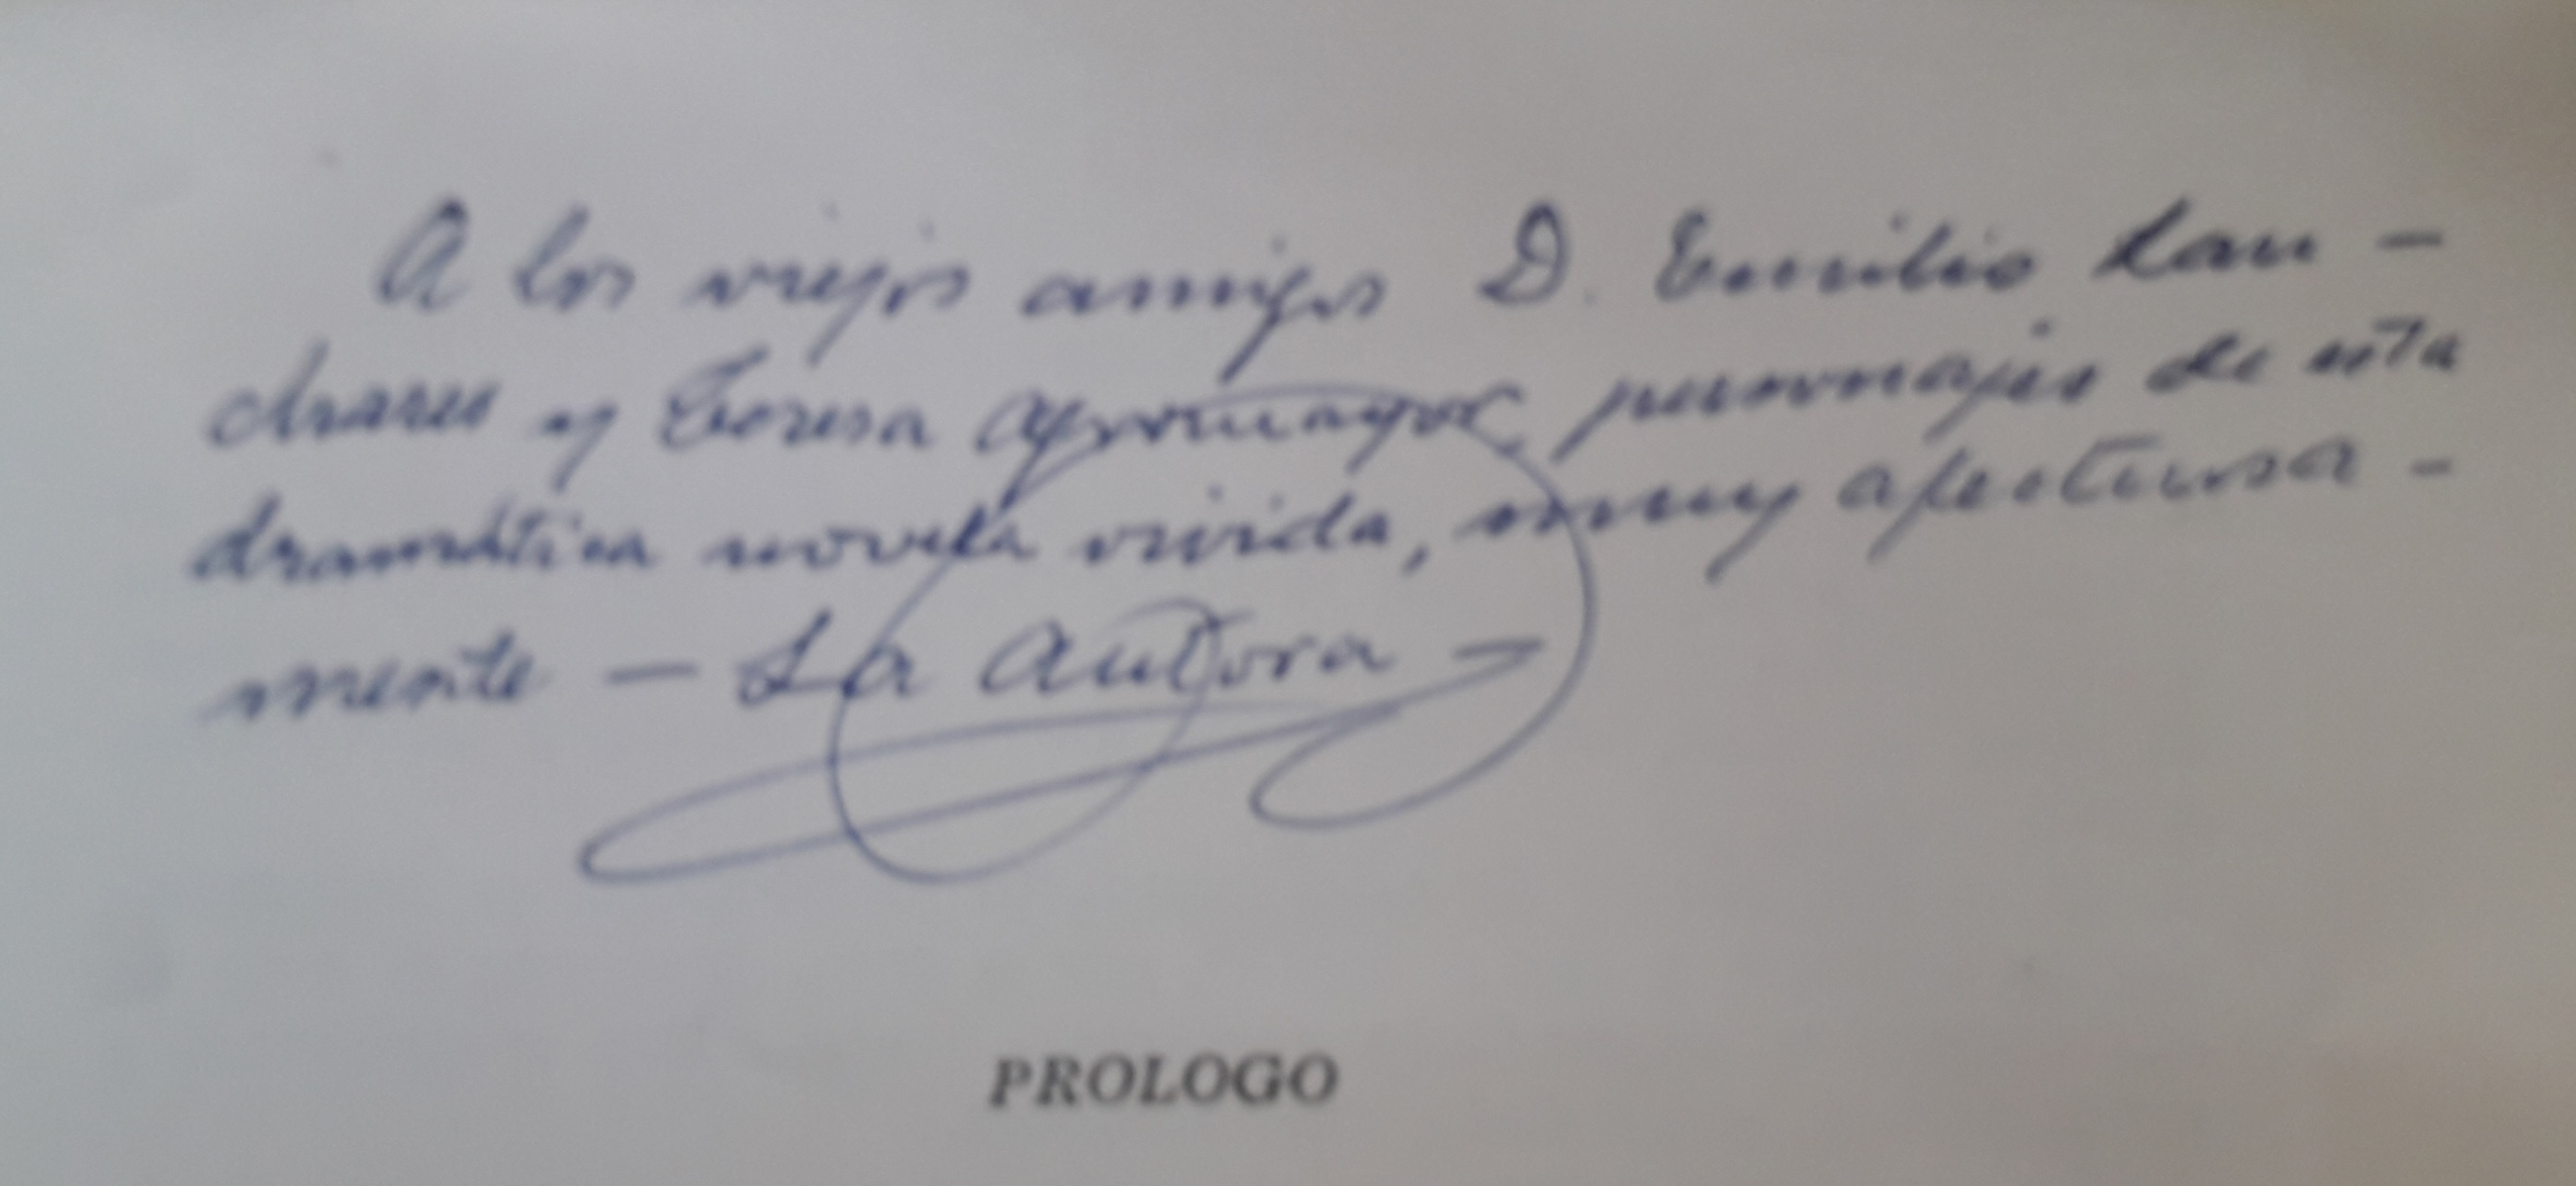 A los viejos amigos D. Emilio Lan-
chares y Teresa personajes de esta
dramática novela vivida, muy afectuosa-
mente — La Autora —
PROLOGO